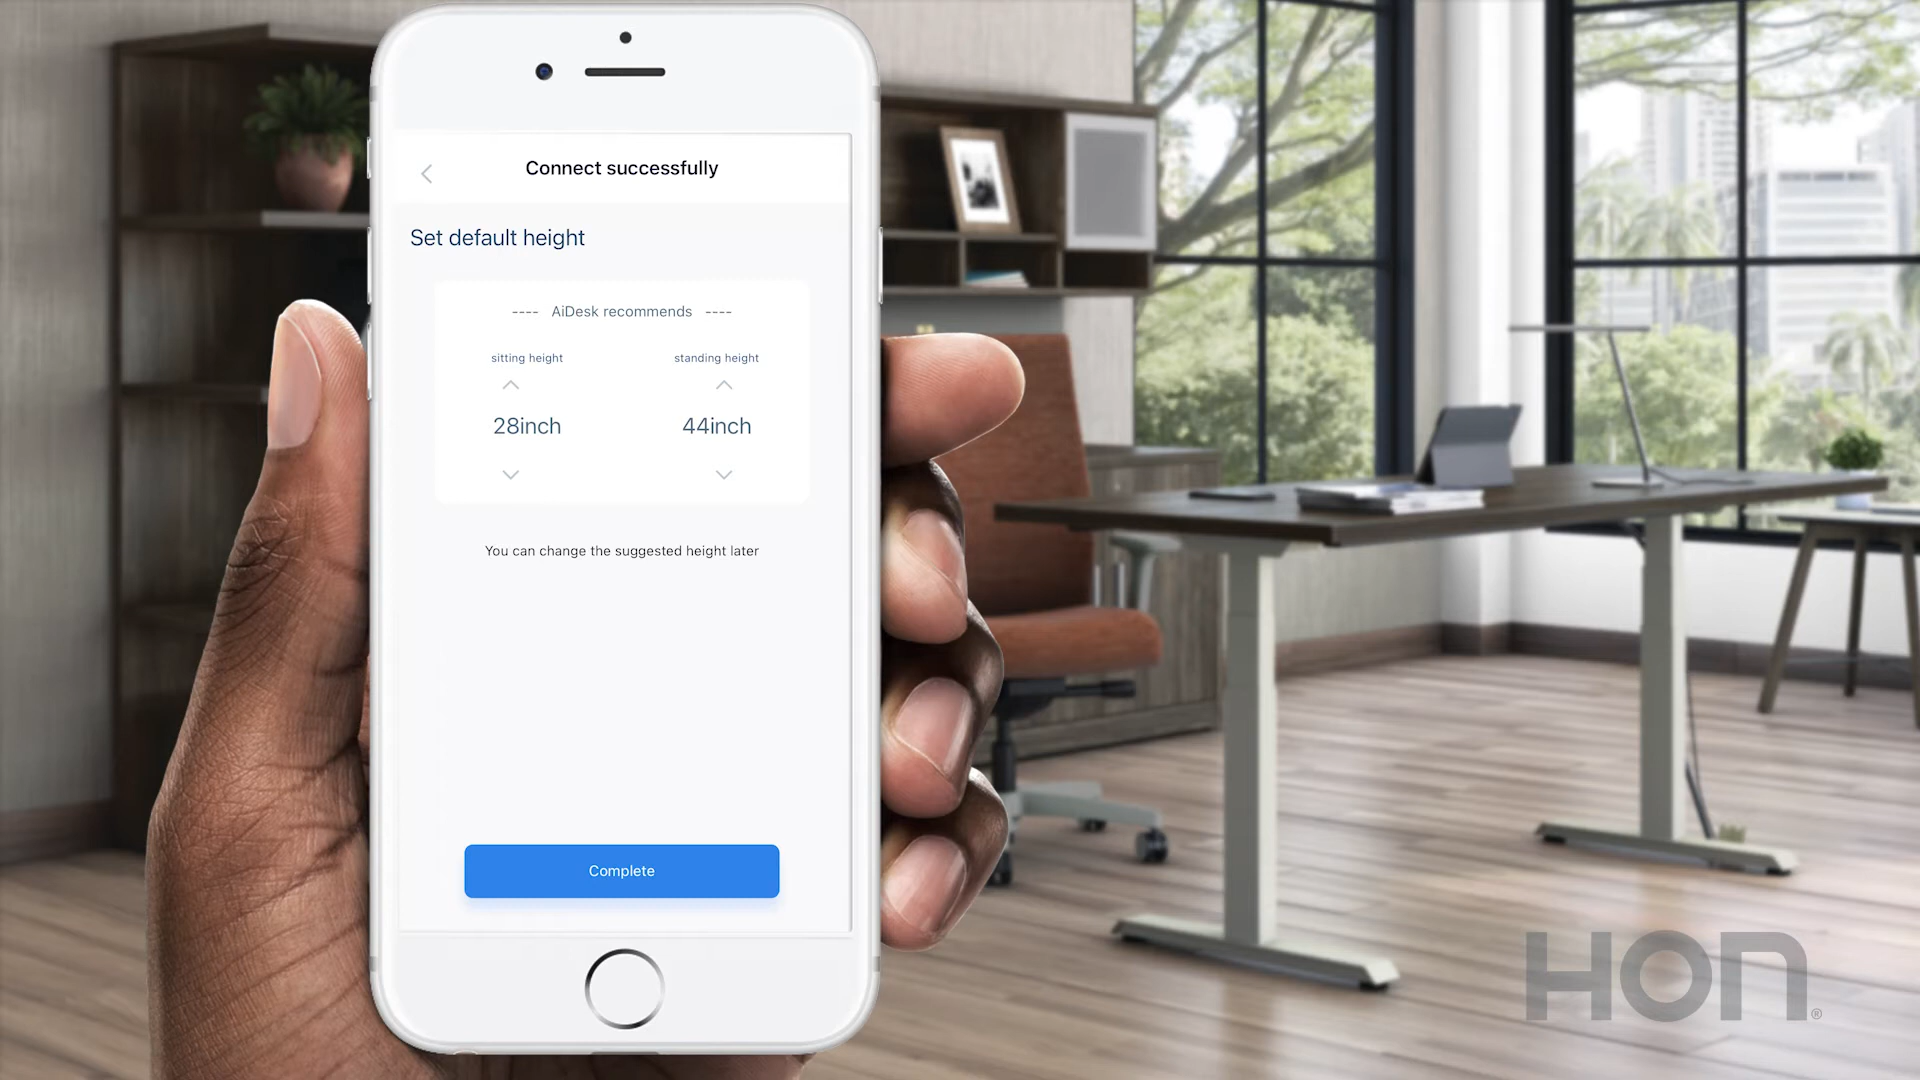 Connect successfully
Set default height
---- AiDesk recommends ----
sitting height standing height
28inch 44inch
You can change the suggested height later
Complete
HON®